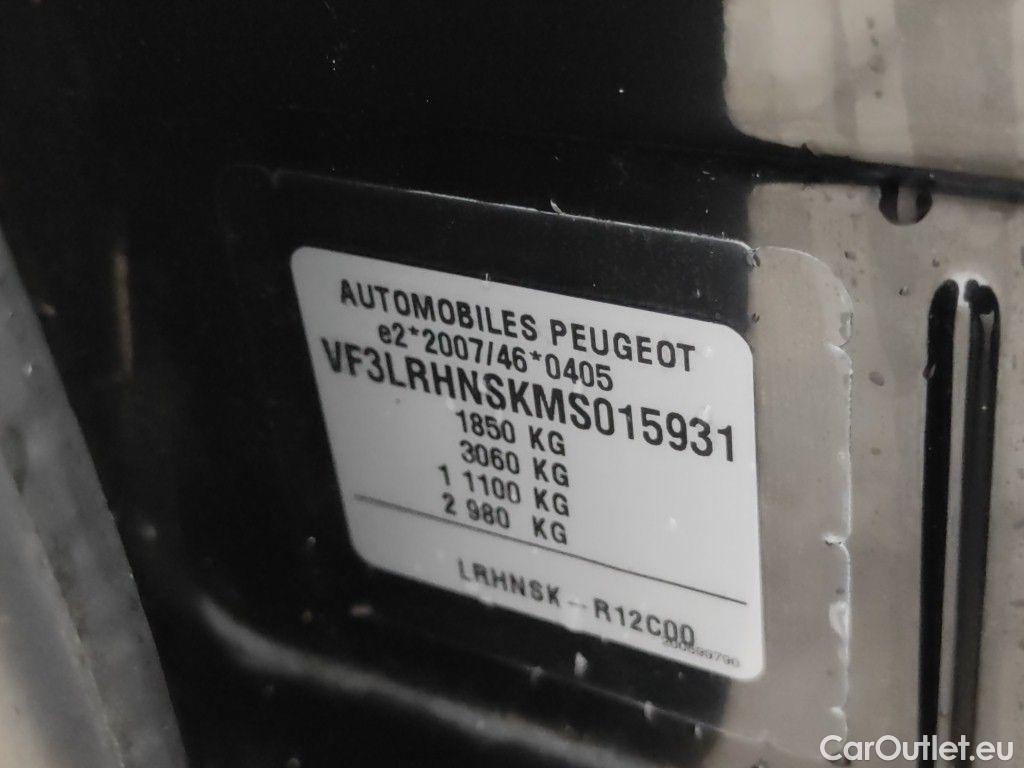 AUTOMOBILES PEUGEOT
e2*2007/46*0405
VF3LRHNSKMS015931
1850 KG
3060 KG
1 1100 KG
2 980 KG
LRHNSK - R12C00
CarOutlet.eu